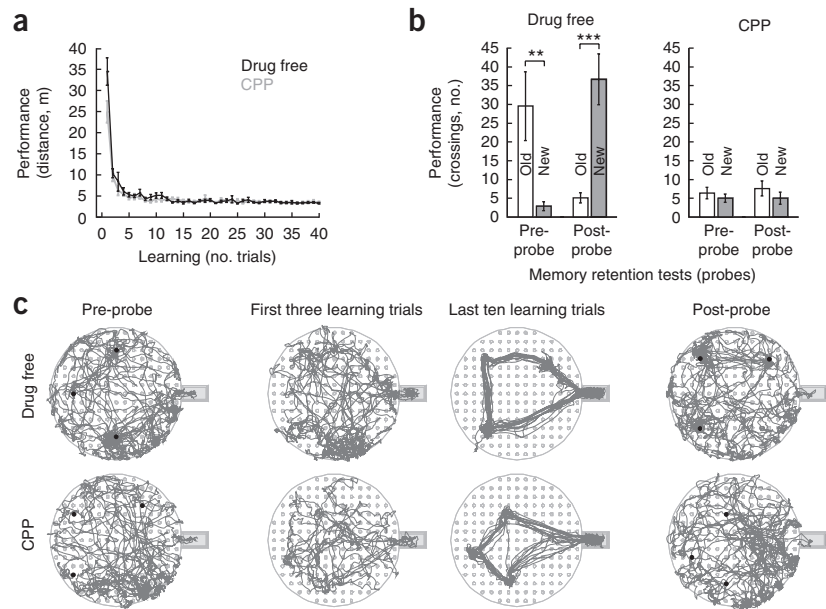 a
Performance
(distance, m)
40
35
30
25
20
15
10
5
0
Drug free
CPP
0 5 10 15 20 25 30 35 40
Learning (no. trials)
b
Drug free
CPP
Performance
(crossings, no.)
45
40
35
30
25
20
15
10
5
0
**
***
Old
New
Old
New
Pre-
probe
Post-
probe
45
40
35
30
25
20
15
10
5
0
Old
New
Old
New
Pre-
probe
Post-
probe
Memory retention tests (probes)
c
Pre-probe First three learning trials Last ten learning trials Post-probe
Drug free
CPP